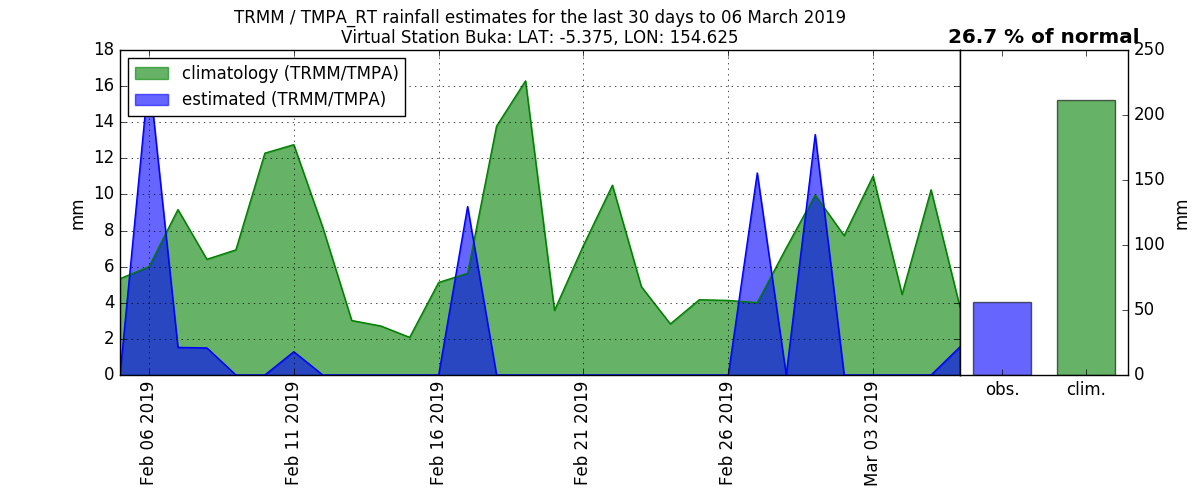 TRMM / TMPA_RT rainfall estimates for the last 30 days to 06 March 2019
Virtual Station Buka: LAT: -5.375, LON: 154.625
26.7 % of normal
climatology (TRMM/TMPA)
estimated (TRMM/TMPA)
mm
18
16
14
12
10
8
6
4
2
0
Feb 06 2019
Feb 11 2019
Feb 16 2019
Feb 21 2019
Feb 26 2019
Mar 03 2019
obs.
clim.
250
200
150
100
50
0
mm